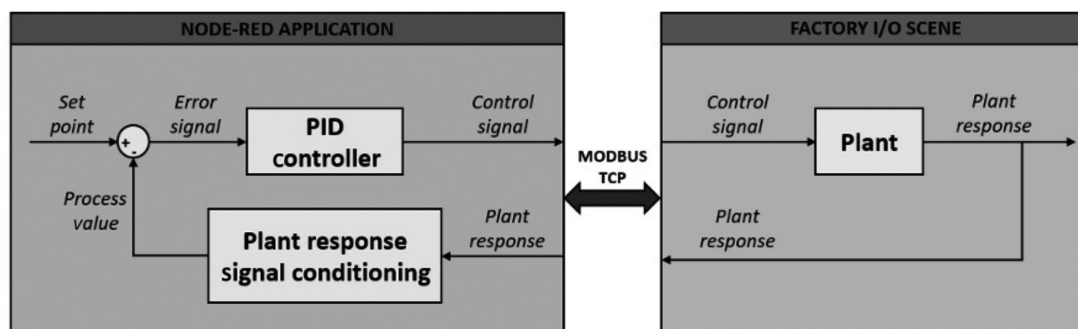 NODE-RED APPLICATION
FACTORY I/O SCENE
Set
point
Error
signal
PID
controller
Control
signal
+
-
Process
value
Plant response
signal conditioning
Plant
response
MODBUS
TCP
Control
signal
Plant
Plant
response
Plant
response